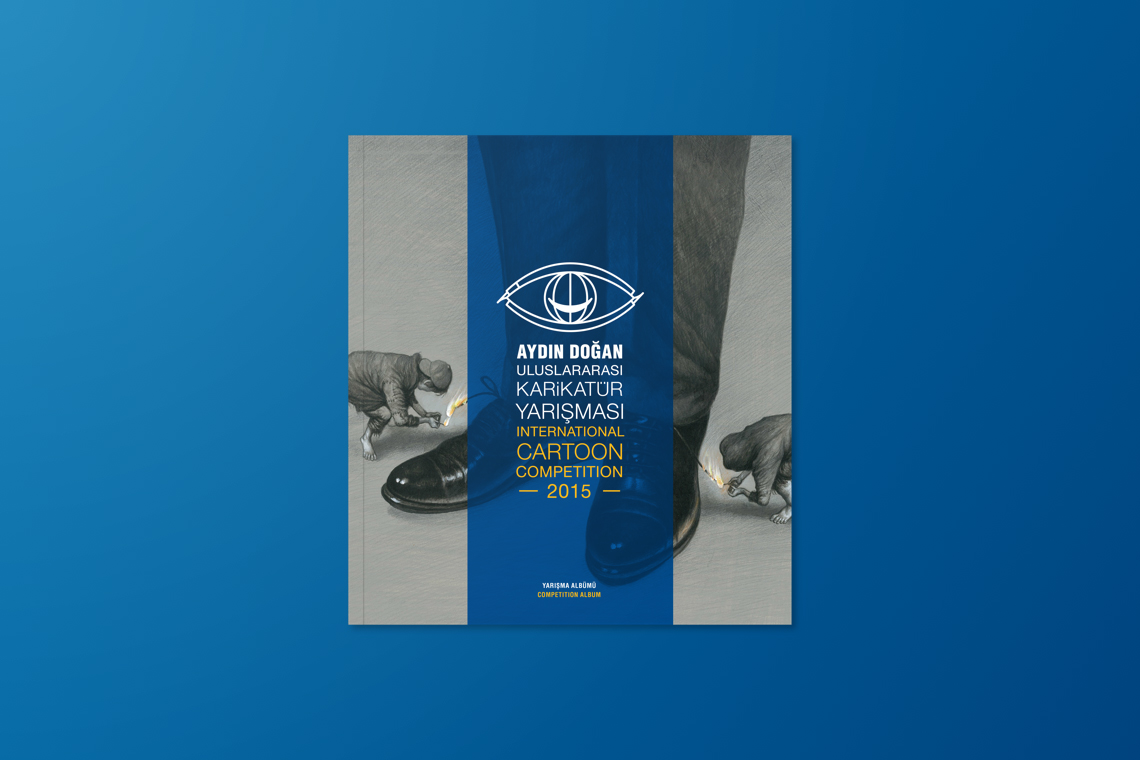 AYDIN DOĞAN
ULUSLARARASI
KARiKATÜR
YARIŞMASI
INTERNATIONAL
CARTOON
COMPETITION
— 2015 —
YARIŞMA ALBÜMÜ
COMPETITION ALBUM